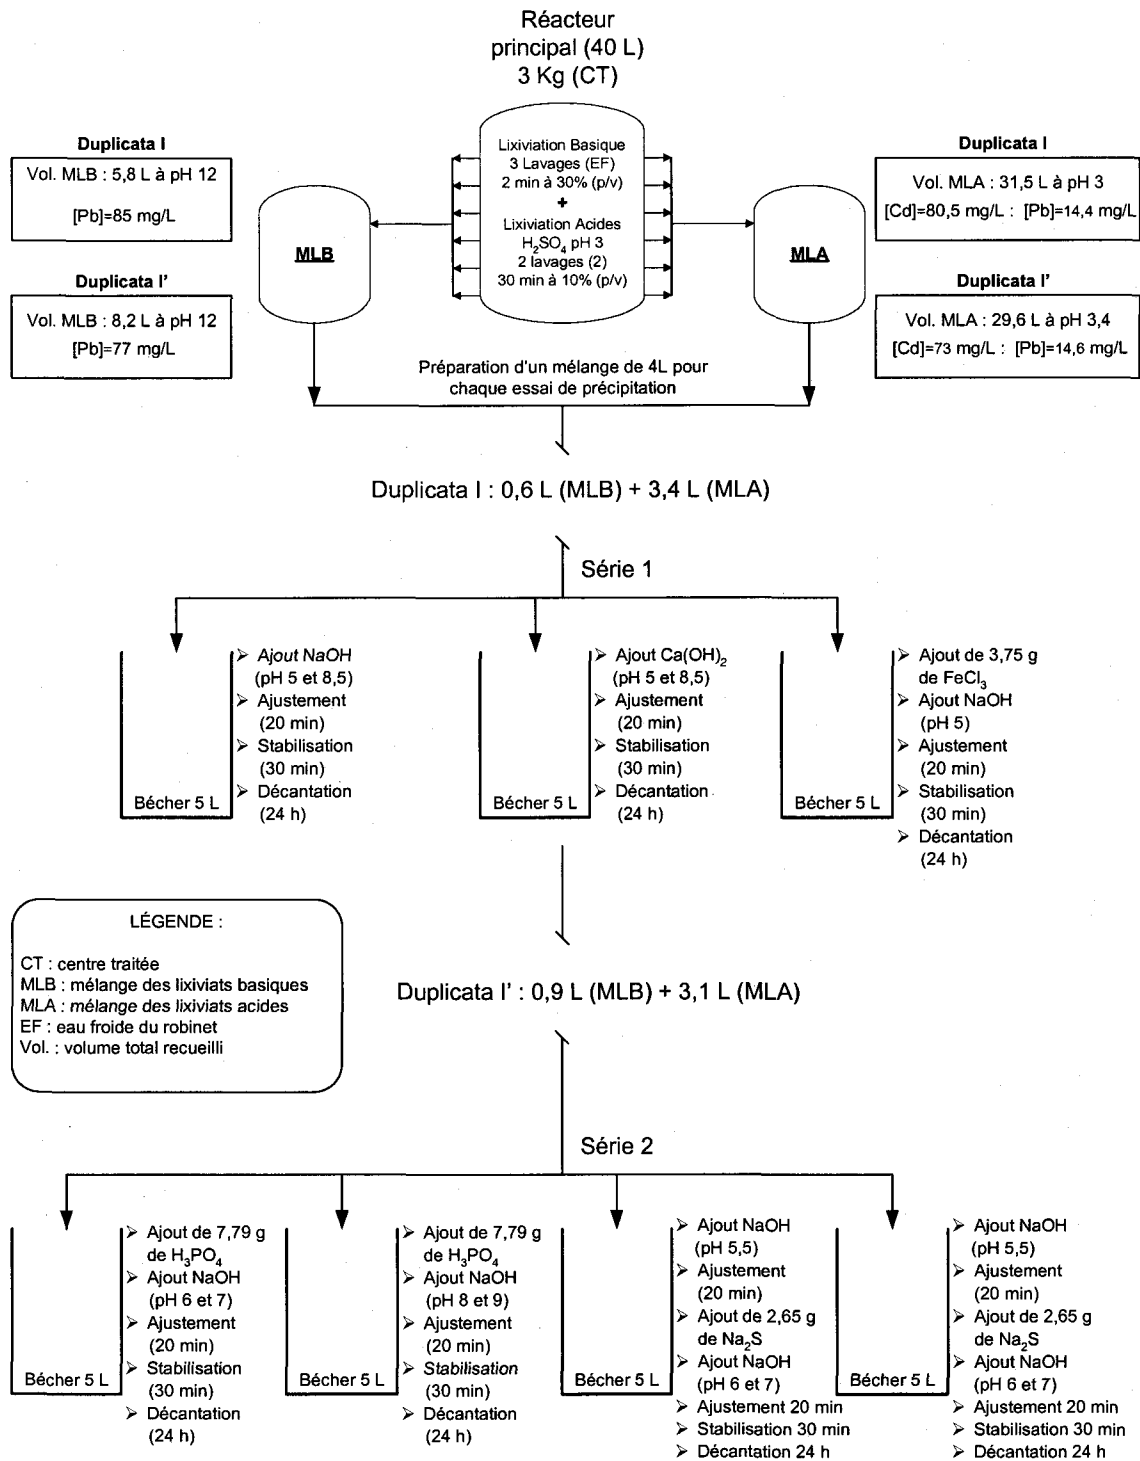 Réacteur
principal (40 L)
3 Kg (CT)
Duplicata I
Vol. MLB : 5,8 L à pH 12
[Pb]=85 mg/L
Duplicata I'
Vol. MLB : 8,2 L à pH 12
[Pb]=77 mg/L
MLB
Lixiviation Basique
3 Lavages (EF)
2 min à 30% (p/v)
+
Lixiviation Acides
H₂SO₄ pH 3
2 lavages (2)
30 min à 10% (p/v)
MLA
Duplicata I
Vol. MLA : 31,5 L à pH 3
[Cd]=80,5 mg/L : [Pb]=14,4 mg/L
Duplicata I'
Vol. MLA : 29,6 L à pH 3,4
[Cd]=73 mg/L : [Pb]=14,6 mg/L
Préparation d'un mélange de 4L pour
chaque essai de précipitation
Duplicata I : 0,6 L (MLB) + 3,4 L (MLA)
Série 1
Bécher 5 L
➢ Ajout NaOH
(pH 5 et 8,5)
➢ Ajustement
(20 min)
➢ Stabilisation
(30 min)
➢ Décantation
(24 h)
Bécher 5 L
➢ Ajout Ca(OH)₂
(pH 5 et 8,5)
➢ Ajustement
(20 min)
➢ Stabilisation
(30 min)
➢ Décantation
(24 h)
Bécher 5 L
➢ Ajout de 3,75 g
de FeCl₃
➢ Ajout NaOH
(pH 5)
➢ Ajustement
(20 min)
➢ Stabilisation
(30 min)
➢ Décantation
(24 h)
LÉGENDE :
CT : centre traitée
MLB : mélange des lixiviats basiques
MLA : mélange des lixiviats acides
EF : eau froide du robinet
Vol. : volume total recueilli
Duplicata I' : 0,9 L (MLB) + 3,1 L (MLA)
Série 2
Bécher 5 L
➢ Ajout de 7,79 g
de H₃PO₄
➢ Ajout NaOH
(pH 6 et 7)
➢ Ajustement
(20 min)
➢ Stabilisation
(30 min)
➢ Décantation
(24 h)
Bécher 5 L
➢ Ajout de 7,79 g
de H₃PO₄
➢ Ajout NaOH
(pH 8 et 9)
➢ Ajustement
(20 min)
➢ Stabilisation
(30 min)
➢ Décantation
(24 h)
Bécher 5 L
➢ Ajout NaOH
(pH 5,5)
➢ Ajustement
(20 min)
➢ Ajout de 2,65 g
de Na₂S
➢ Ajout NaOH
(pH 6 et 7)
➢ Ajustement 20 min
➢ Stabilisation 30 min
➢ Décantation 24 h
Bécher 5 L
➢ Ajout NaOH
(pH 5,5)
➢ Ajustement
(20 min)
➢ Ajout de 2,65 g
de Na₂S
➢ Ajout NaOH
(pH 6 et 7)
➢ Ajustement 20 min
➢ Stabilisation 30 min
➢ Décantation 24 h